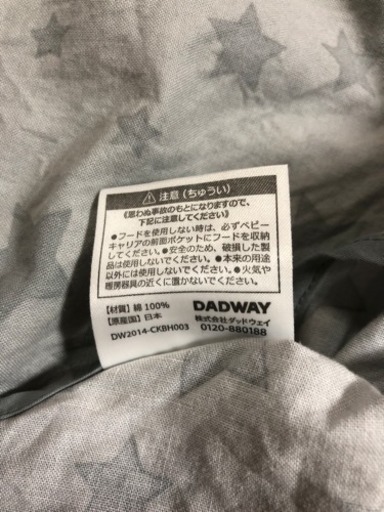 ⚠注意(ちゅうい)
《思わぬ事故のもとになりますので、
下記に注意してください》
●フードを使用しない時は、必ずベビー
キャリアの前面ポケットにフードを収納
してください。●安全のため、破損した製
品は使用しないでください。●本来の用途
以外には使用しないでください。●火気や
暖房器具の近くに置かないでください。
【材質】綿 100%
【原産国】日本
DW2014-CKBH003
DADWAY
株式会社ダッドウェイ
0120-880188